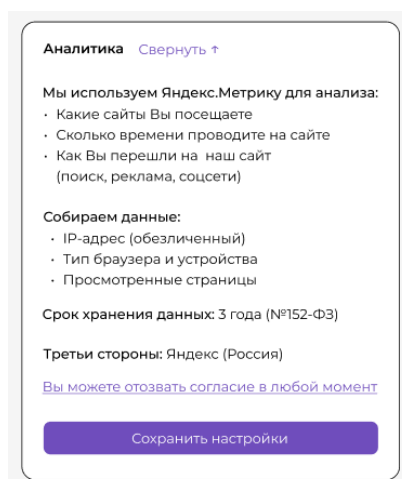 Аналитика Свернуть ↑
Мы используем Яндекс.Метрику для анализа:
· Какие сайты Вы посещаете
· Сколько времени проводите на сайте
· Как Вы перешли на наш сайт
(поиск, реклама, соцсети)
Собираем данные:
· IP-адрес (обезличенный)
· Тип браузера и устройства
· Просмотренные страницы
Срок хранения данных: 3 года (№152-ФЗ)
Третьи стороны: Яндекс (Россия)
Вы можете отозвать согласие в любой момент
Сохранить настройки